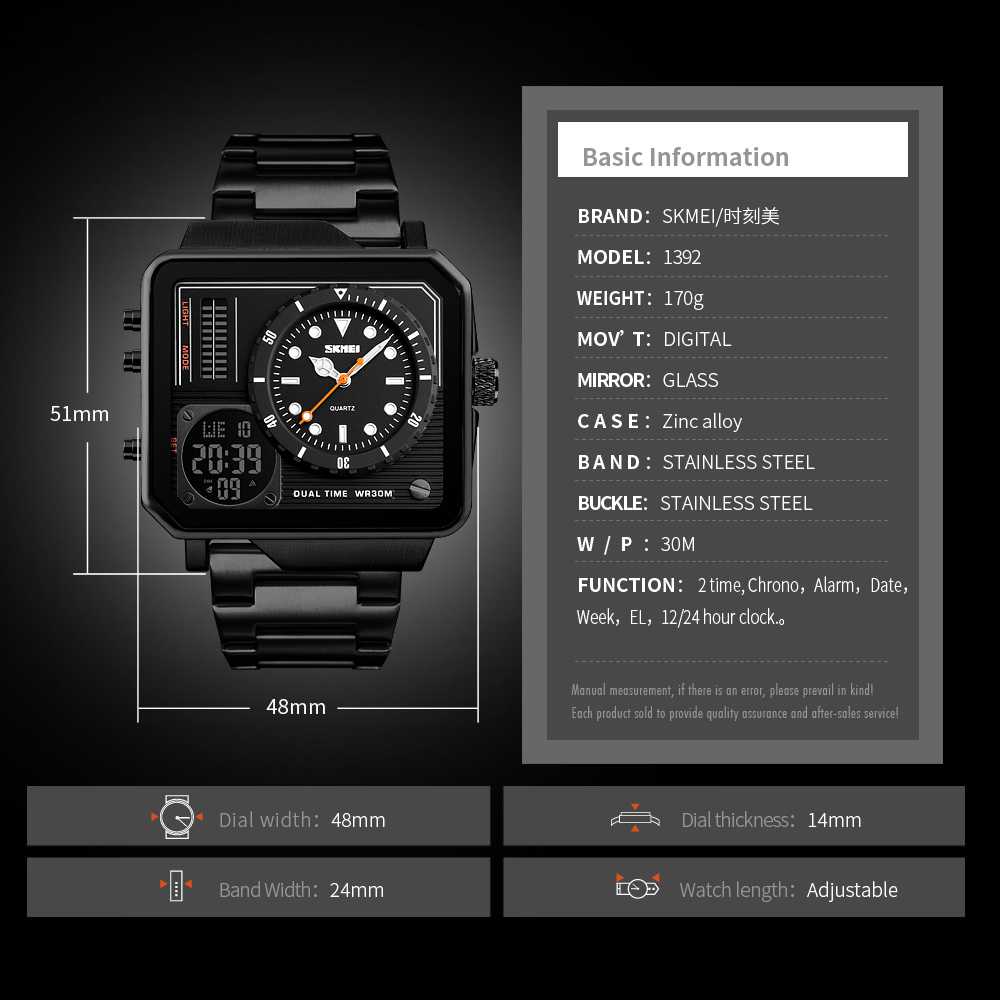 Basic Information
BRAND： SKMEI/时刻美
MODEL： 1392
WEIGHT： 170g
MOV’ T： DIGITAL
MIRROR： GLASS
CASE： Zinc alloy
BAND： STAINLESS STEEL
BUCKLE： STAINLESS STEEL
W / P ： 30M
FUNCTION： 2 time, Chrono，Alarm，Date，
Week，EL，12/24 hour clock.。
Manual measurement, if there is an error, please prevail in kind!
Each product sold to provide quality assurance and after-sales service!
51mm
48mm
LIGHT
MODE
SET
50
40
30
20
SKMEI
QUARTZ
WE 10
20:39
09
DUAL TIME WR30M
Dial width： 48mm
Dial thickness： 14mm
Band Width： 24mm
Watch length： Adjustable